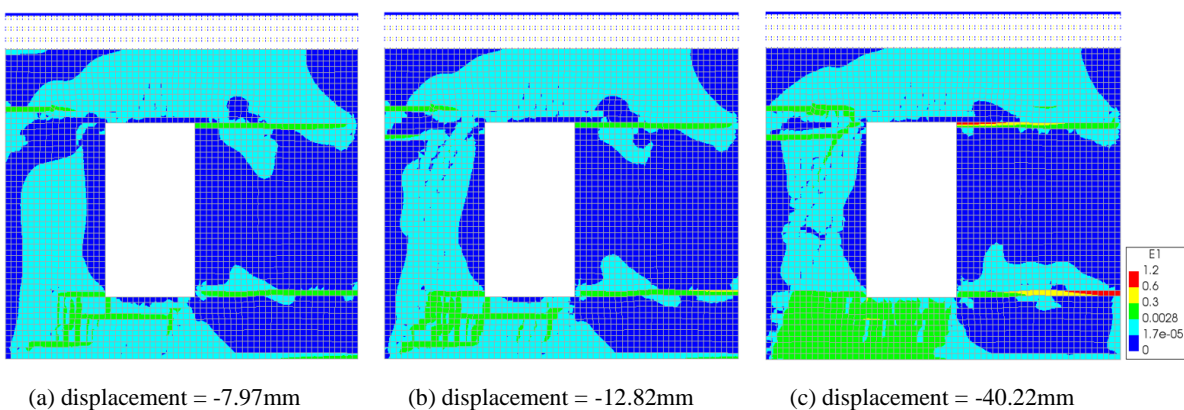 E1
1.2
0.6
0.3
0.0028
1.7e-05
0
(a) displacement = -7.97mm
(b) displacement = -12.82mm
(c) displacement = -40.22mm